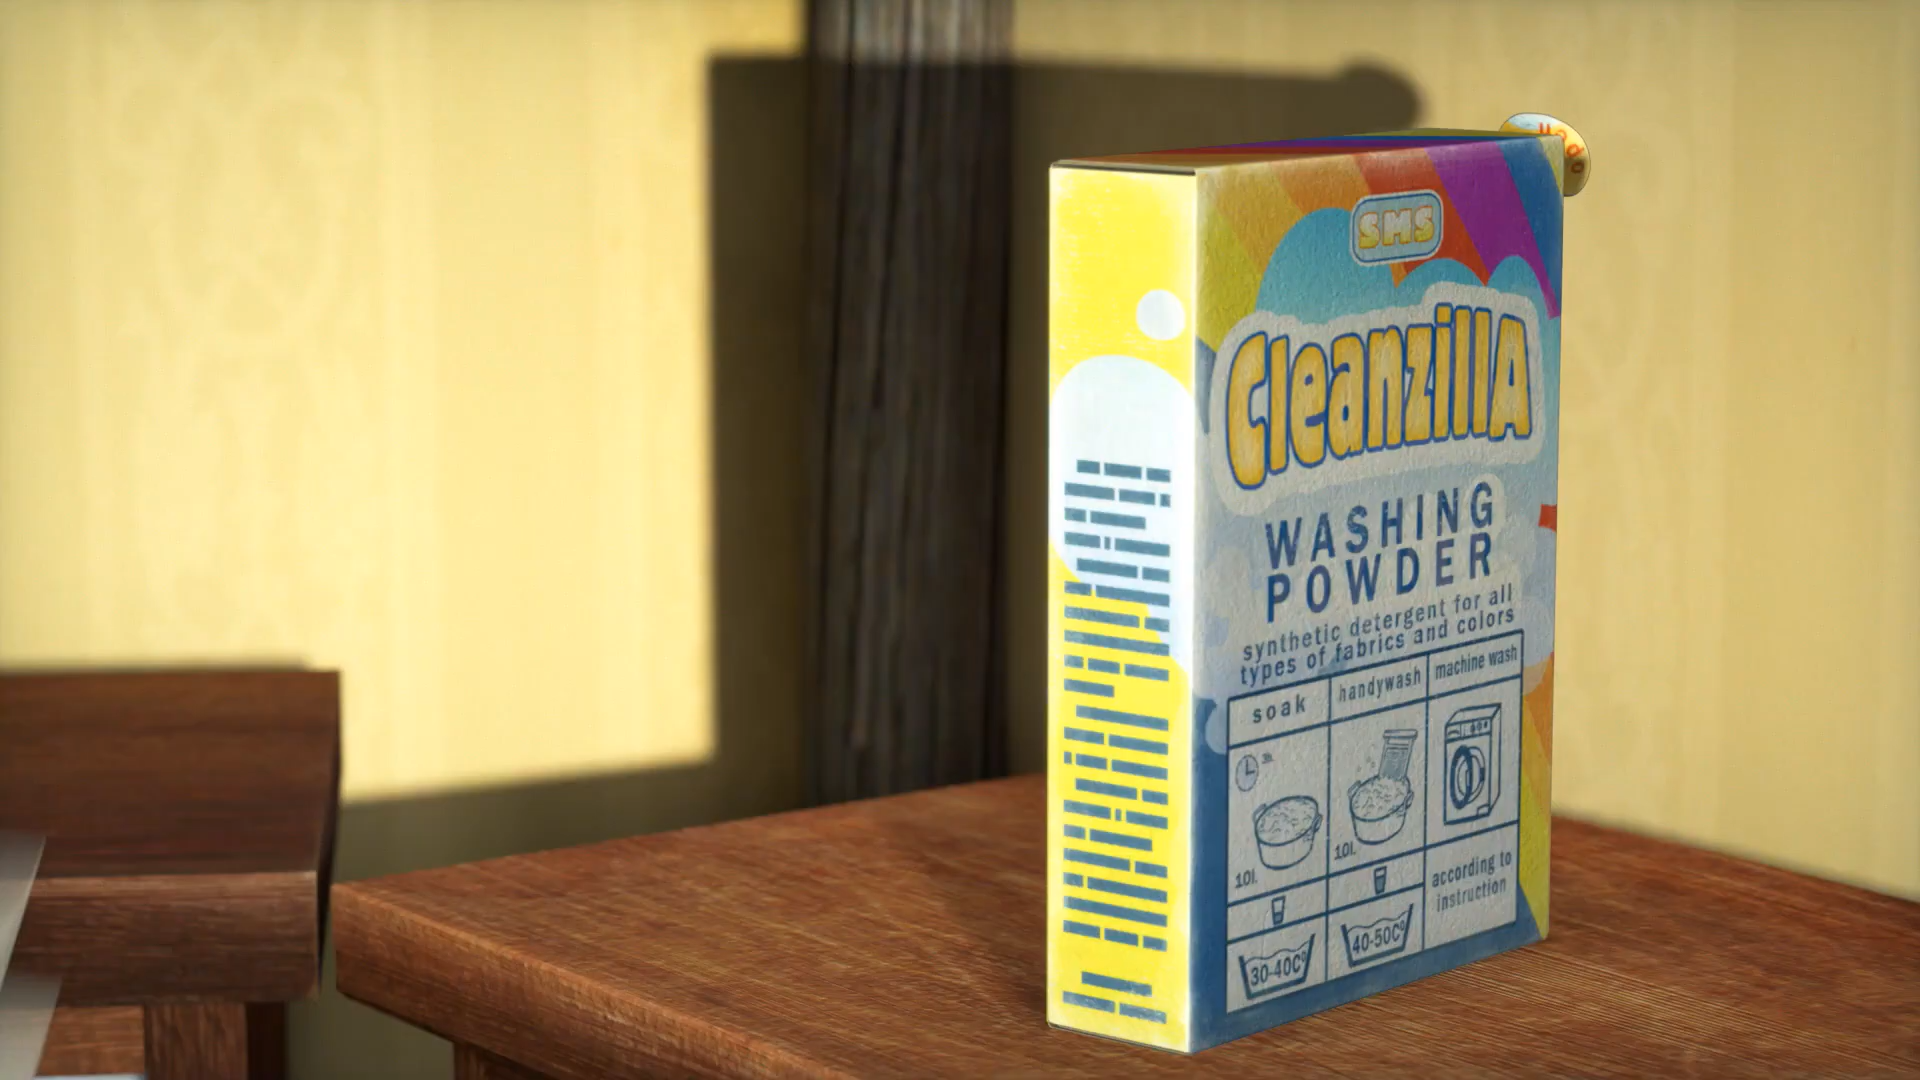 SMS
CleanzillA
WASHING
POWDER
synthetic detergent for all
types of fabrics and colors
soak
handywash
machine wash
3h.
10l.
10l.
according to
instruction
30-40C°
40-50C°